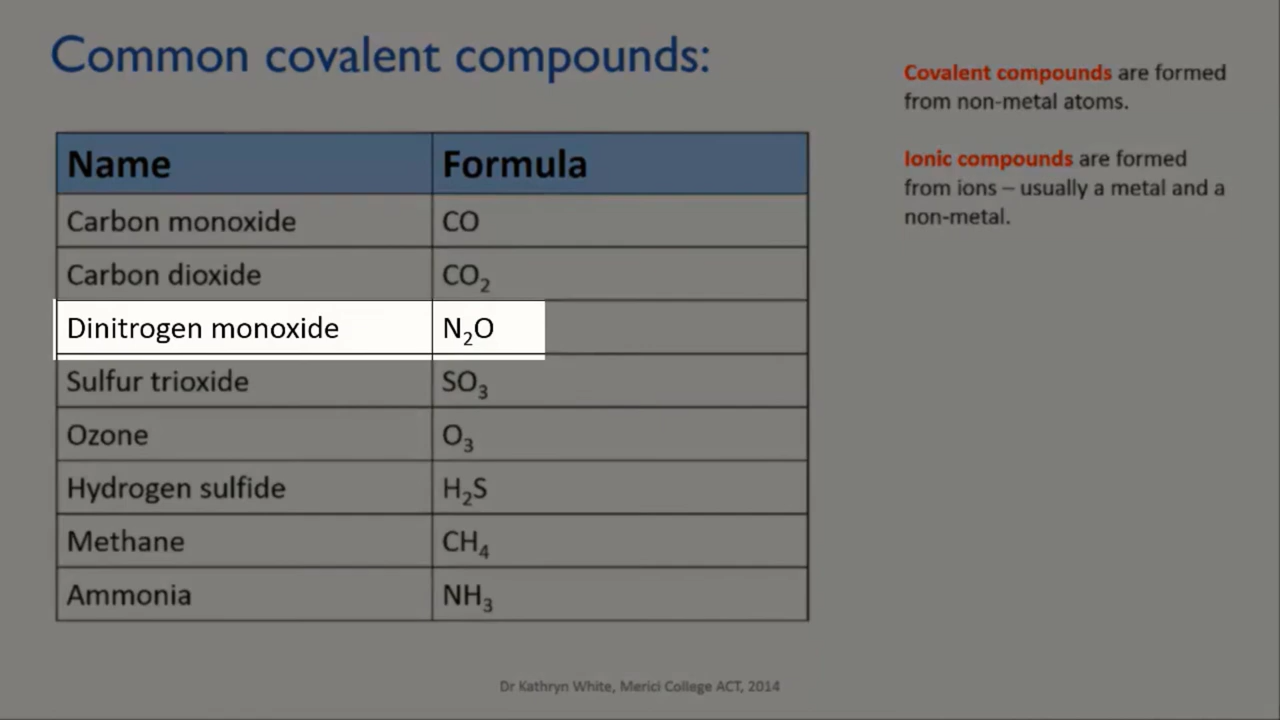 Common covalent compounds:
Covalent compounds are formed
from non-metal atoms.
Ionic compounds are formed
from ions – usually a metal and a
non-metal.
Name Formula
Carbon monoxide CO
Carbon dioxide CO₂
Dinitrogen monoxide N₂O
Sulfur trioxide SO₃
Ozone O₃
Hydrogen sulfide H₂S
Methane CH₄
Ammonia NH₃
Dr Kathryn White, Merici College ACT, 2014